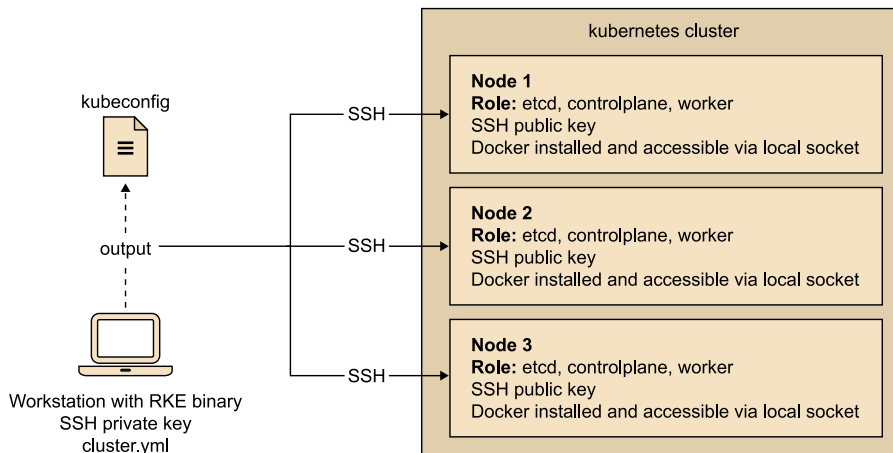 kubernetes cluster
kubeconfig
output
Workstation with RKE binary
SSH private key
cluster.yml
SSH
SSH
SSH
Node 1
Role: etcd, controlplane, worker
SSH public key
Docker installed and accessible via local socket
Node 2
Role: etcd, controlplane, worker
SSH public key
Docker installed and accessible via local socket
Node 3
Role: etcd, controlplane, worker
SSH public key
Docker installed and accessible via local socket